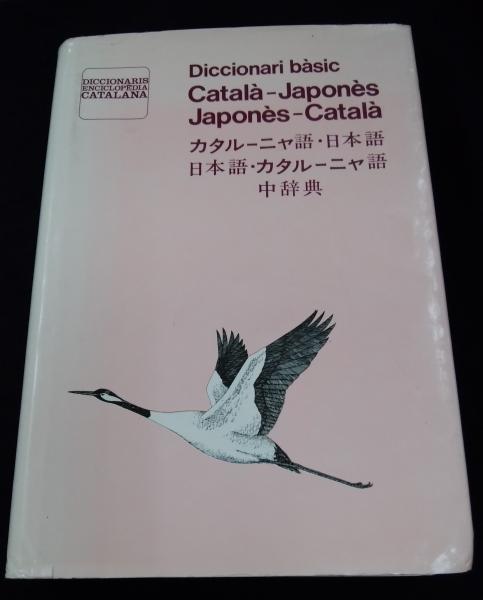 DICCIONARIS
ENCICLOPÈDIA
CATALANA
Diccionari bàsic
Català-Japonès
Japonès-Català
カタルーニャ語・日本語
日本語・カタルーニャ語
中辞典